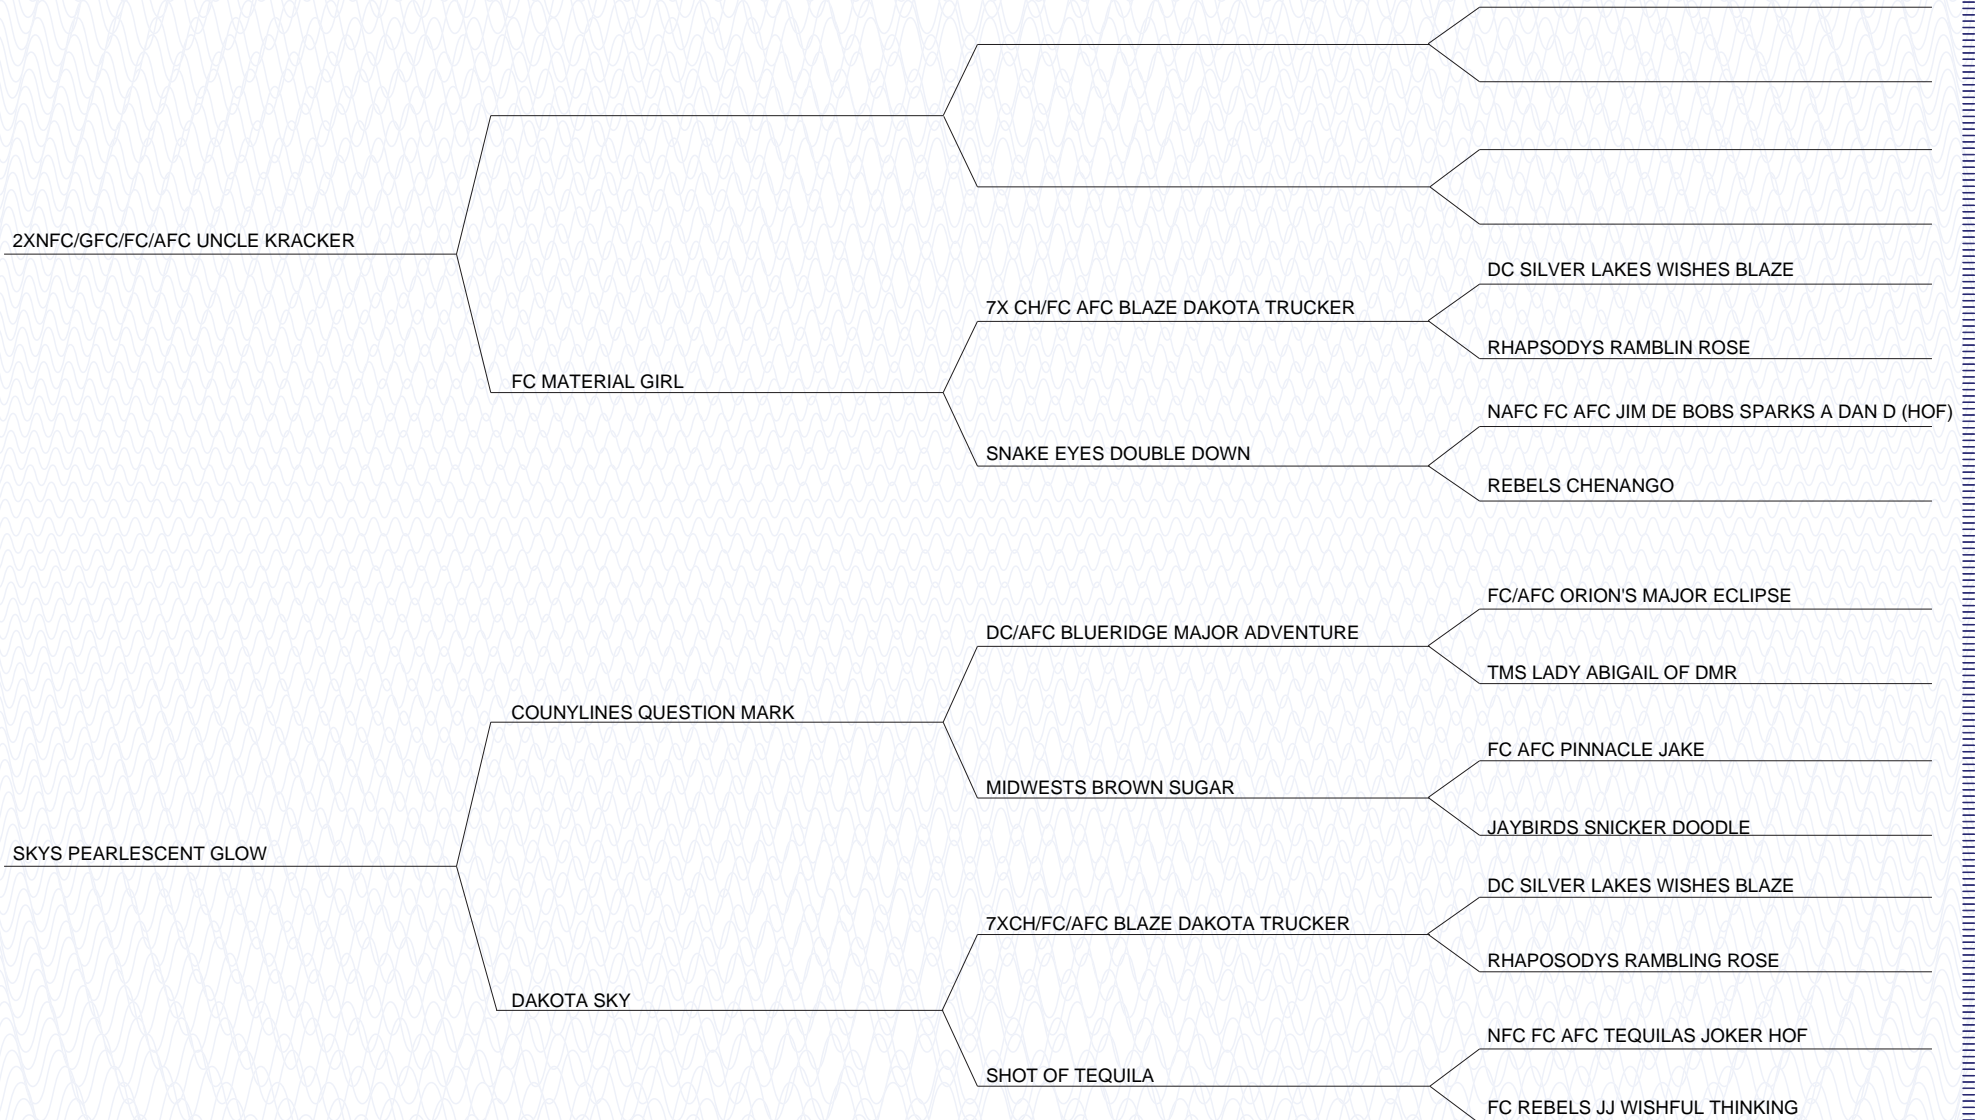 2XNFC/GFC/FC/AFC UNCLE KRACKER
DC SILVER LAKES WISHES BLAZE
7X CH/FC AFC BLAZE DAKOTA TRUCKER
RHAPSODYS RAMBLIN ROSE
FC MATERIAL GIRL
NAFC FC AFC JIM DE BOBS SPARKS A DAN D (HOF)
SNAKE EYES DOUBLE DOWN
REBELS CHENANGO
FC/AFC ORION'S MAJOR ECLIPSE
DC/AFC BLUERIDGE MAJOR ADVENTURE
TMS LADY ABIGAIL OF DMR
COUNYLINES QUESTION MARK
FC AFC PINNACLE JAKE
MIDWESTS BROWN SUGAR
JAYBIRDS SNICKER DOODLE
SKYS PEARLESCENT GLOW
DC SILVER LAKES WISHES BLAZE
7XCH/FC/AFC BLAZE DAKOTA TRUCKER
RHAPOSODYS RAMBLING ROSE
DAKOTA SKY
NFC FC AFC TEQUILAS JOKER HOF
SHOT OF TEQUILA
FC REBELS JJ WISHFUL THINKING